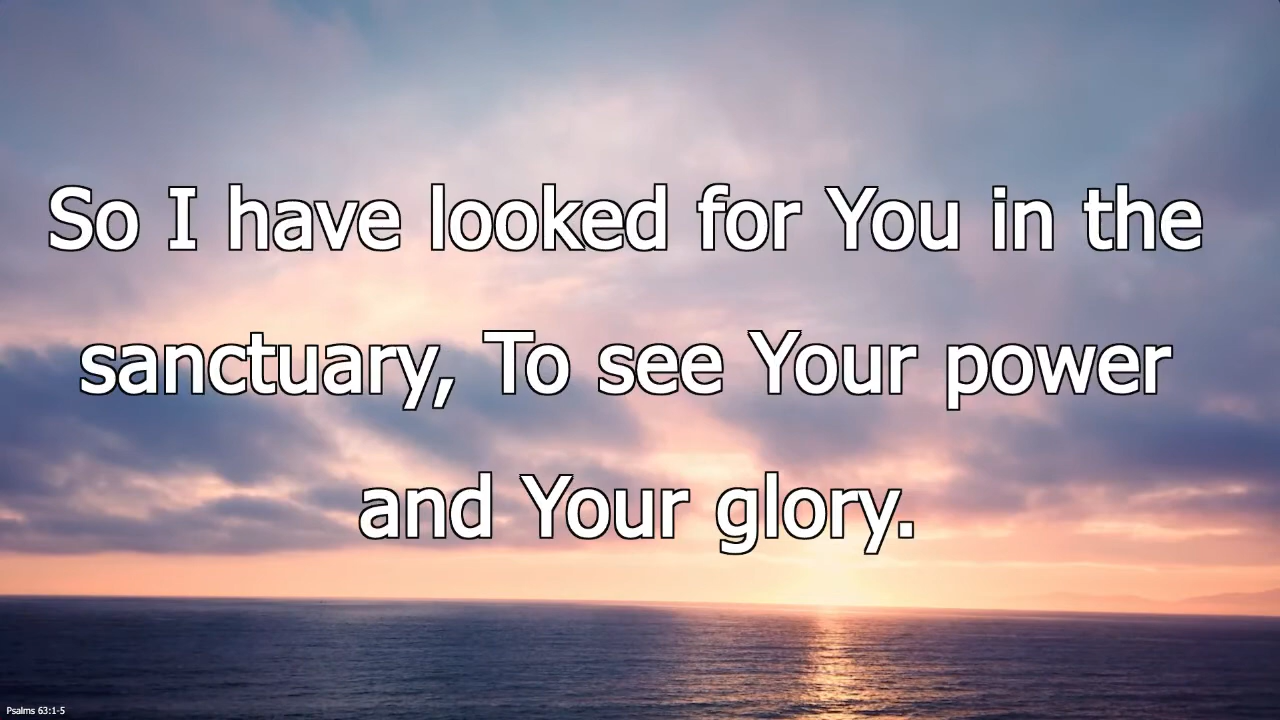 So I have looked for You in the
sanctuary, To see Your power
and Your glory.
Psalms 63:1-5